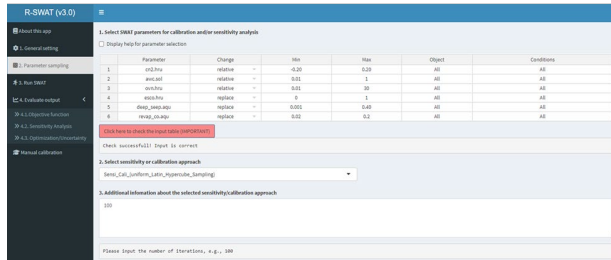 R-SWAT (v3.0)
About this app
1. General setting
2. Parameter sampling
3. Run SWAT
4. Evaluate output
4.1. Objective function
4.2. Sensitivity Analysis
4.3. Optimization/Uncertainty
Manual calibration
1. Select SWAT parameters for calibration and/or sensitivity analysis
Display help for parameter selection
Parameter Change Min Max Object Conditions
1 cn2.hru relative -0.20 0.20 All All
2 awc.sol relative 0.01 1 All All
3 ovn.hru relative 0.01 30 All All
4 esco.hru replace 0 1 All All
5 deep_seep.aqu replace 0.001 0.40 All All
6 revap_co.aqu replace 0.02 0.2 All All
Click here to check the input table (IMPORTANT)
Check successfull! Input is correct
2. Select sensitivity or calibration approach
Sensi_Cali_(uniform_Latin_Hypercube_Sampling)
3. Additional infomation about the selected sensitivity/calibration approach
100
Please input the number of iterations, e.g., 100